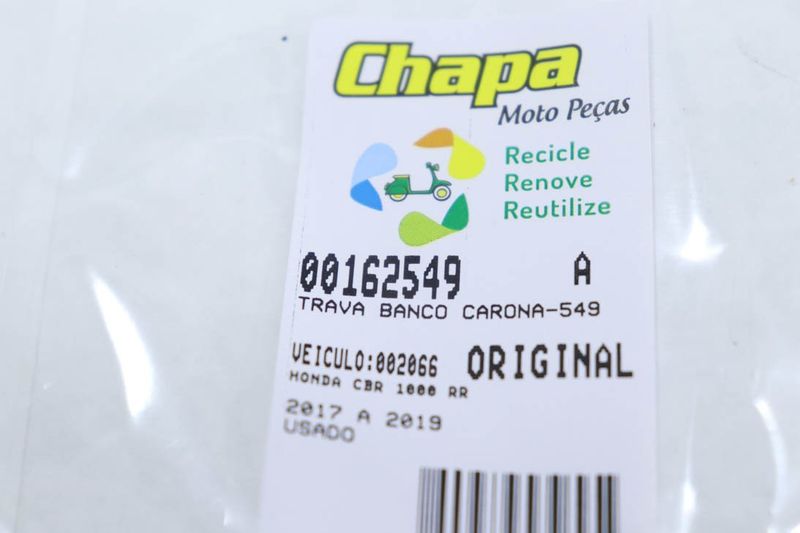 Chapa
Moto Peças
Recicle
Renove
Reutilize
00162549 A
TRAVA BANCO CARONA-549
VEICULO:002066 ORIGINAL
HONDA CBR 1000 RR
2017 A 2019
USADO